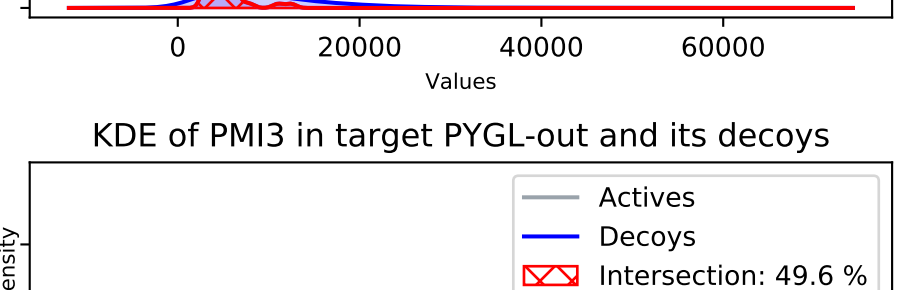 0 20000 40000 60000
Values
KDE of PMI3 in target PYGL-out and its decoys
Actives
Decoys
Intersection: 49.6 %